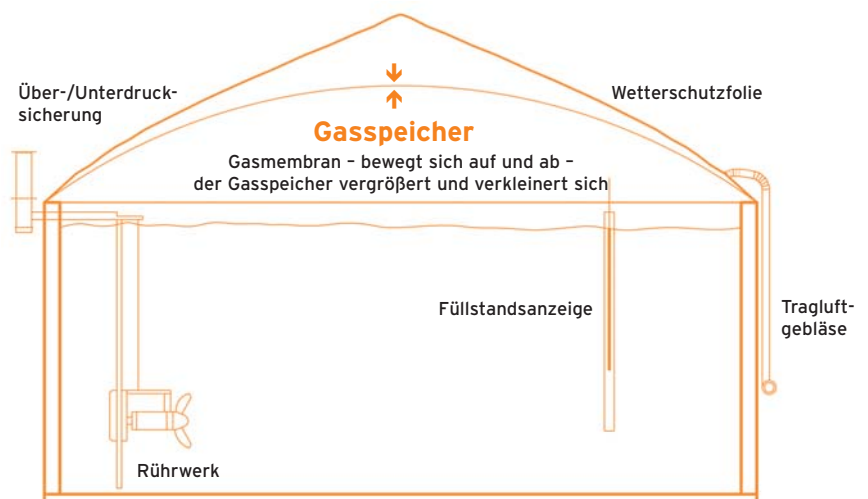 Über-/Unterdruck-
sicherung
Wetterschutzfolie
Gasspeicher
Gasmembran – bewegt sich auf und ab –
der Gasspeicher vergrößert und verkleinert sich
Füllstandsanzeige
Tragluft-
gebläse
Rührwerk